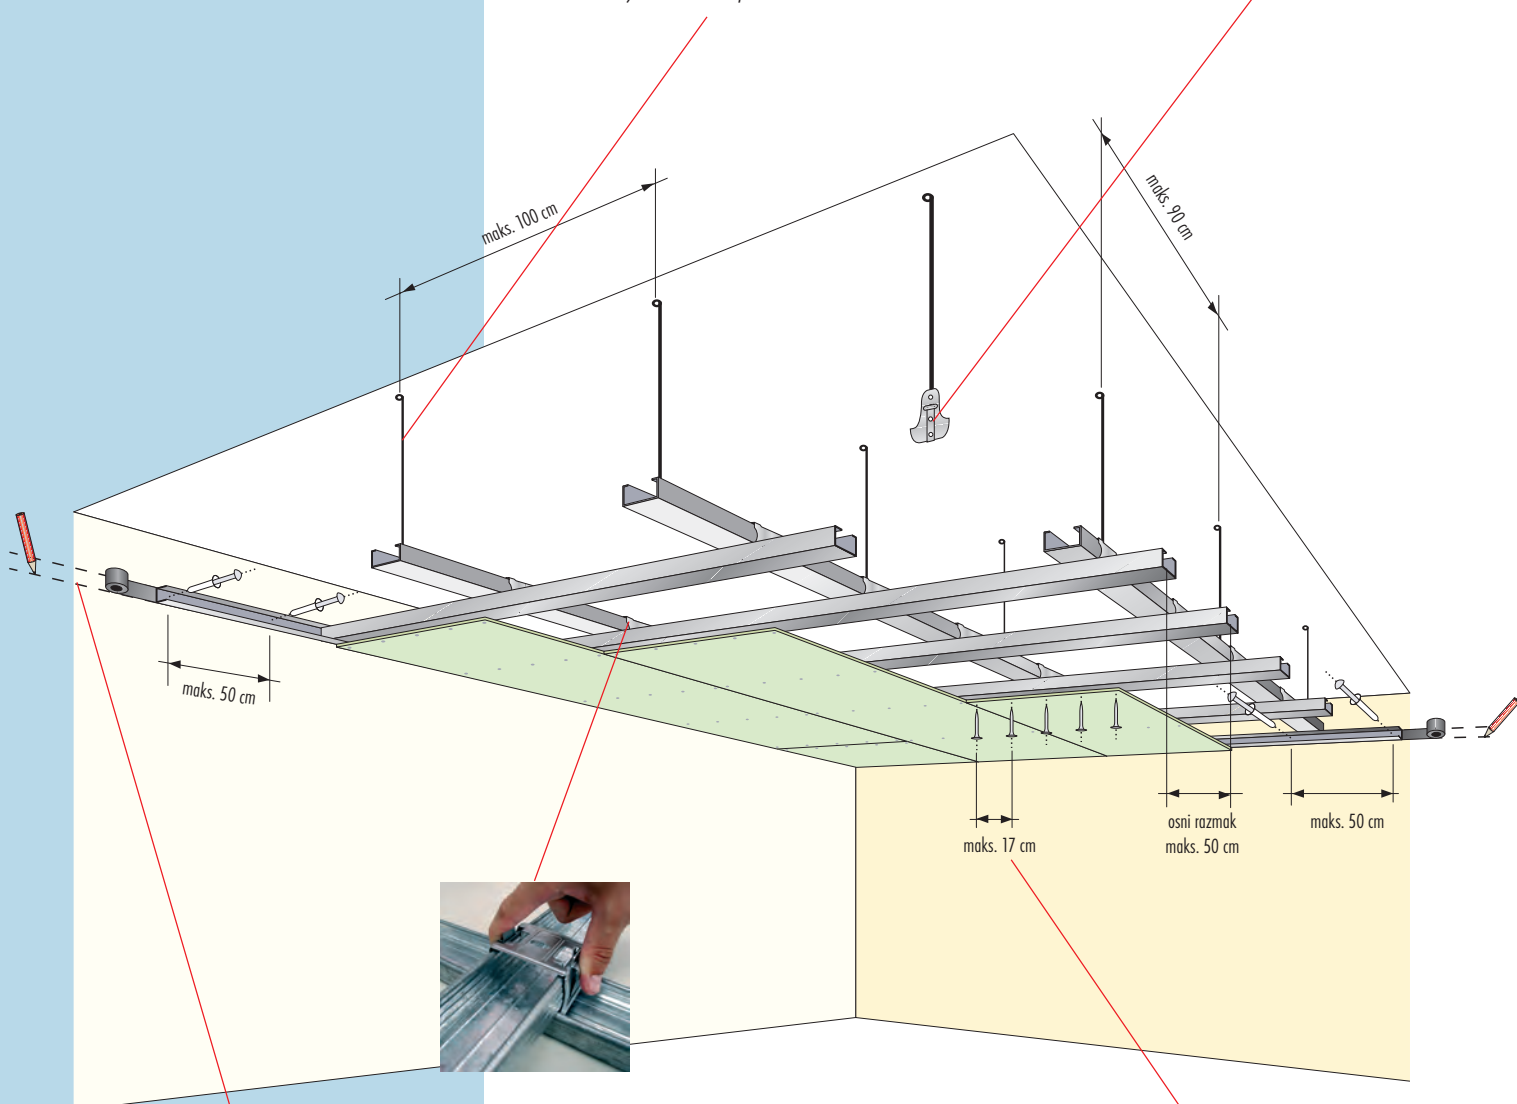 maks. 100 cm
maks. 90 cm
maks. 50 cm
maks. 17 cm
osni razmak
maks. 50 cm
maks. 50 cm